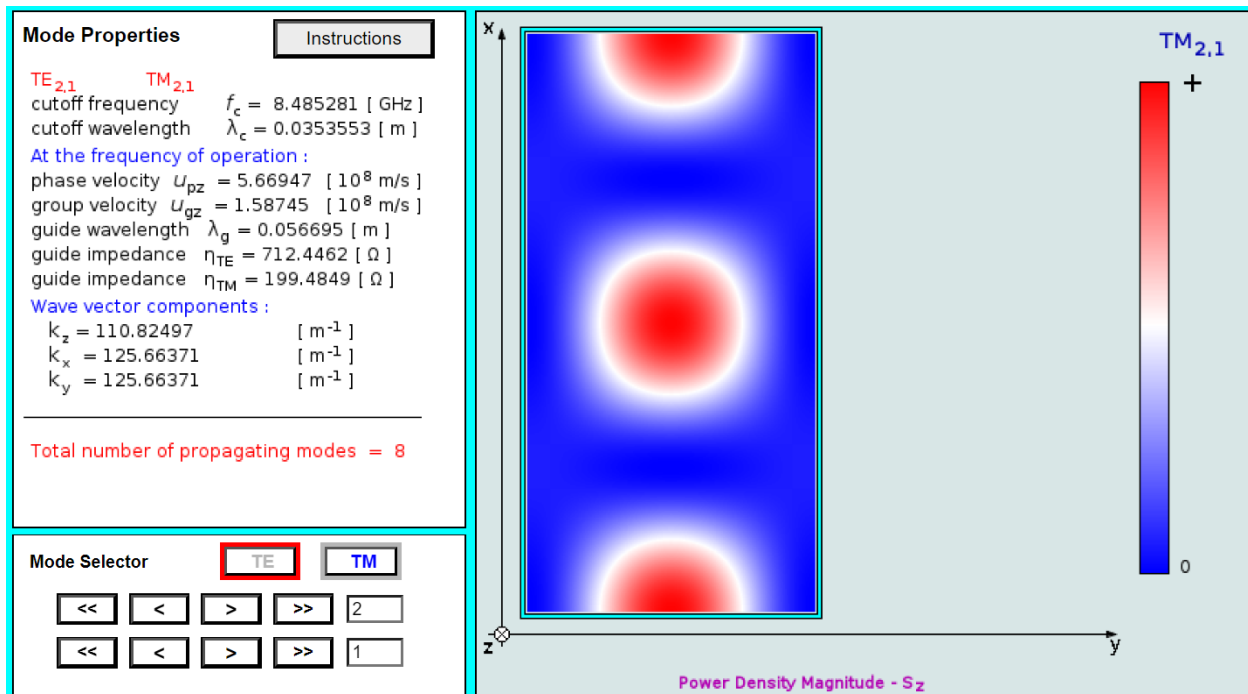 Mode Properties
Instructions
TE2,1 TM2,1
cutoff frequency fc = 8.485281 [ GHz ]
cutoff wavelength λc = 0.0353553 [ m ]
At the frequency of operation :
phase velocity upz = 5.66947 [ 10⁸ m/s ]
group velocity ugz = 1.58745 [ 10⁸ m/s ]
guide wavelength λg = 0.056695 [ m ]
guide impedance ηTE = 712.4462 [ Ω ]
guide impedance ηTM = 199.4849 [ Ω ]
Wave vector components :
kz = 110.82497 [ m-1 ]
kx = 125.66371 [ m-1 ]
ky = 125.66371 [ m-1 ]
Total number of propagating modes = 8
Mode Selector TE TM
<< < > >> 2
<< < > >> 1
x
TM2,1
+
0
z
y
Power Density Magnitude - Sz